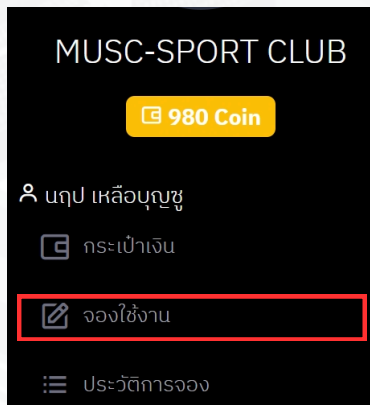 MUSC-SPORT CLUB
980 Coin
นฤป เหลือบุญชู
กระเป๋าเงิน
จองใช้งาน
ประวัติการจอง